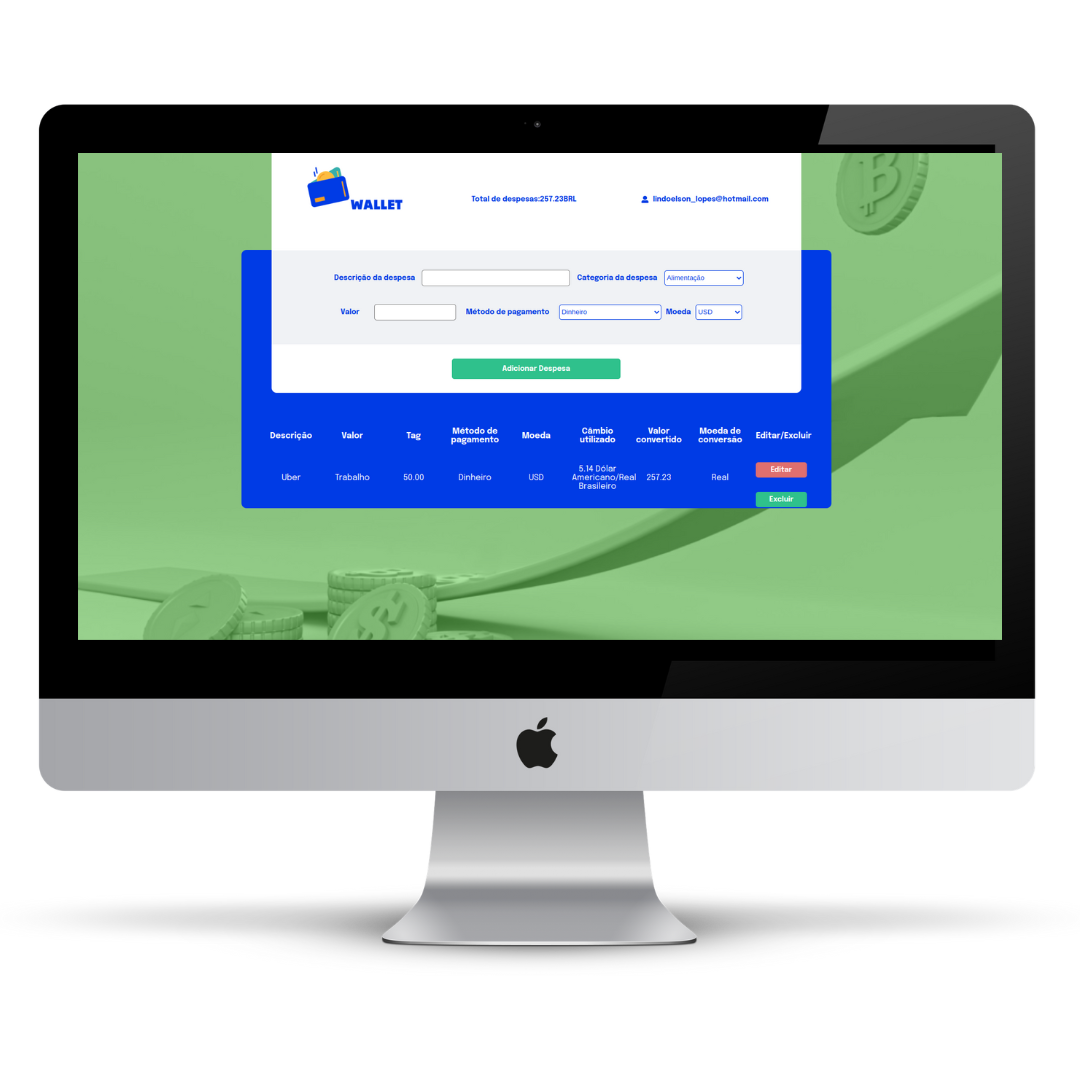 WALLET
Total de despesas:257.23BRL
lindoelson_lopes@hotmail.com
Descrição da despesa
Categoria da despesa
Alimentação
Valor
Método de pagamento
Dinheiro
Moeda
USD
Adicionar Despesa
Descrição
Valor
Tag
Método de
pagamento
Moeda
Câmbio
utilizado
Valor
convertido
Moeda de
conversão
Editar/Excluir
Uber
Trabalho
50.00
Dinheiro
USD
5.14 Dólar
Americano/Real
Brasileiro
257.23
Real
Editar
Excluir